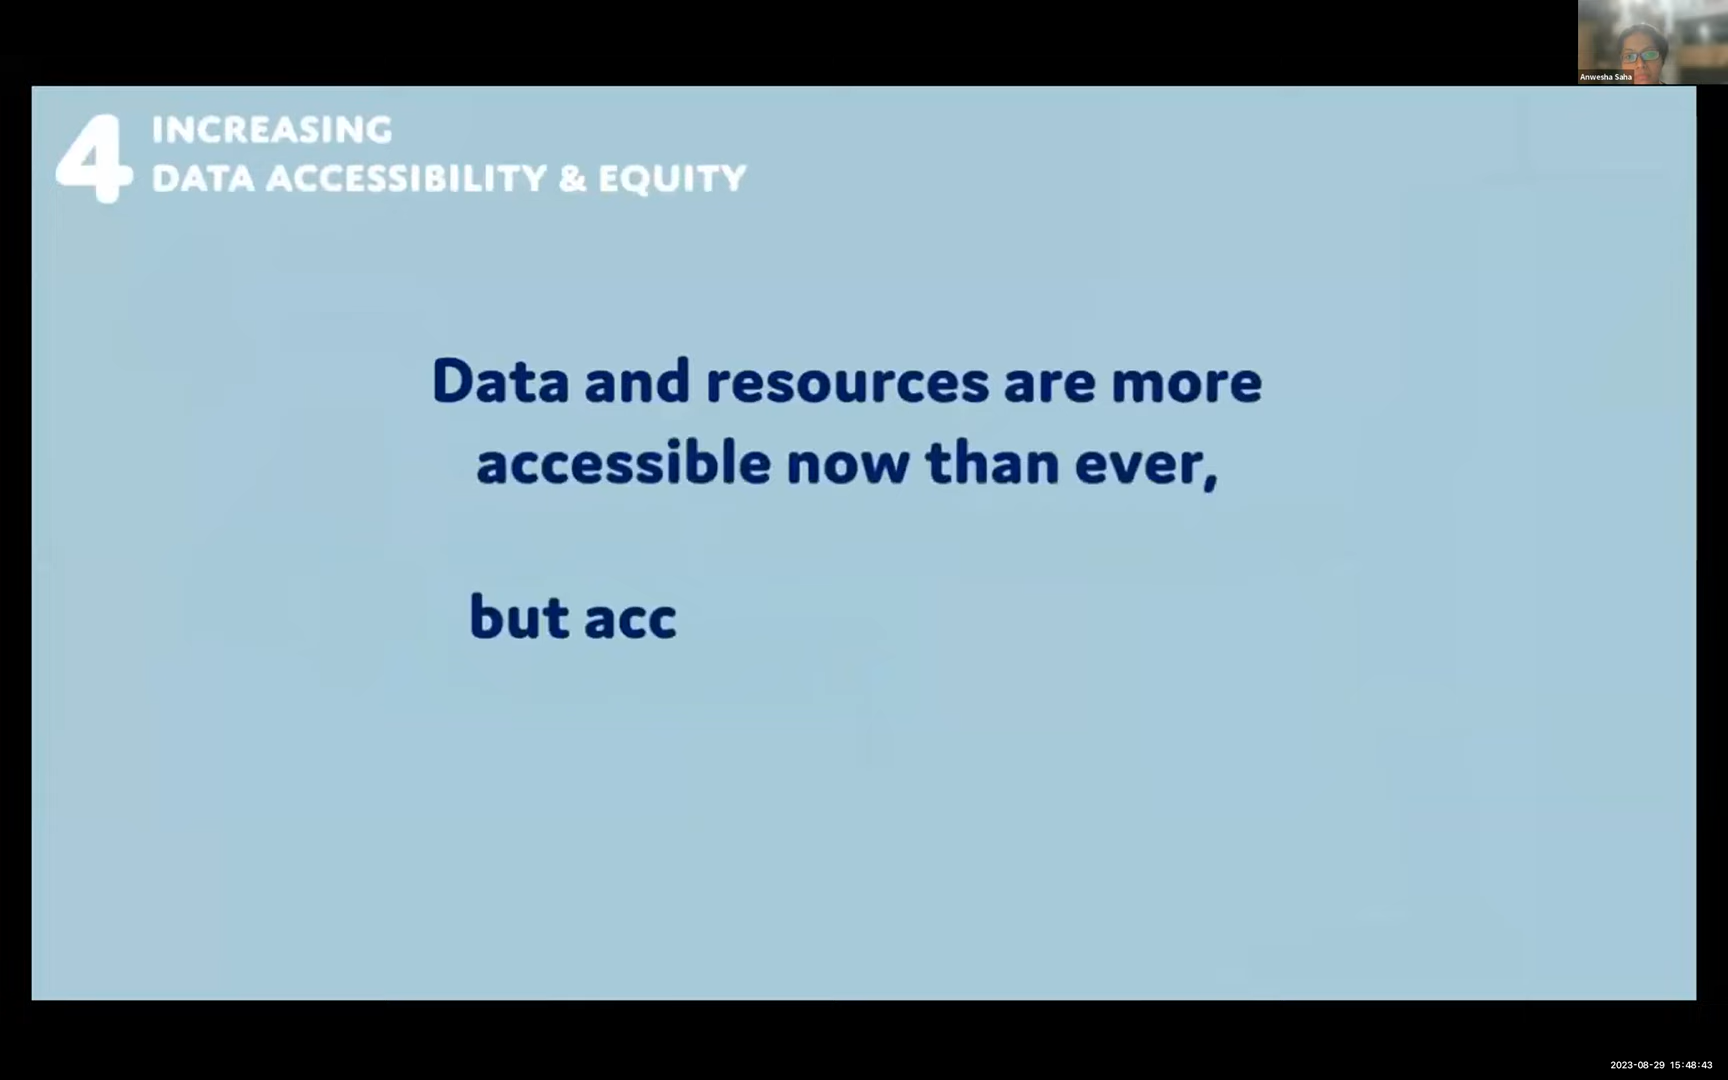 Anwesha Saha
4 INCREASING
DATA ACCESSIBILITY & EQUITY
Data and resources are more
accessible now than ever,
but acc
2023-08-29 15:48:43